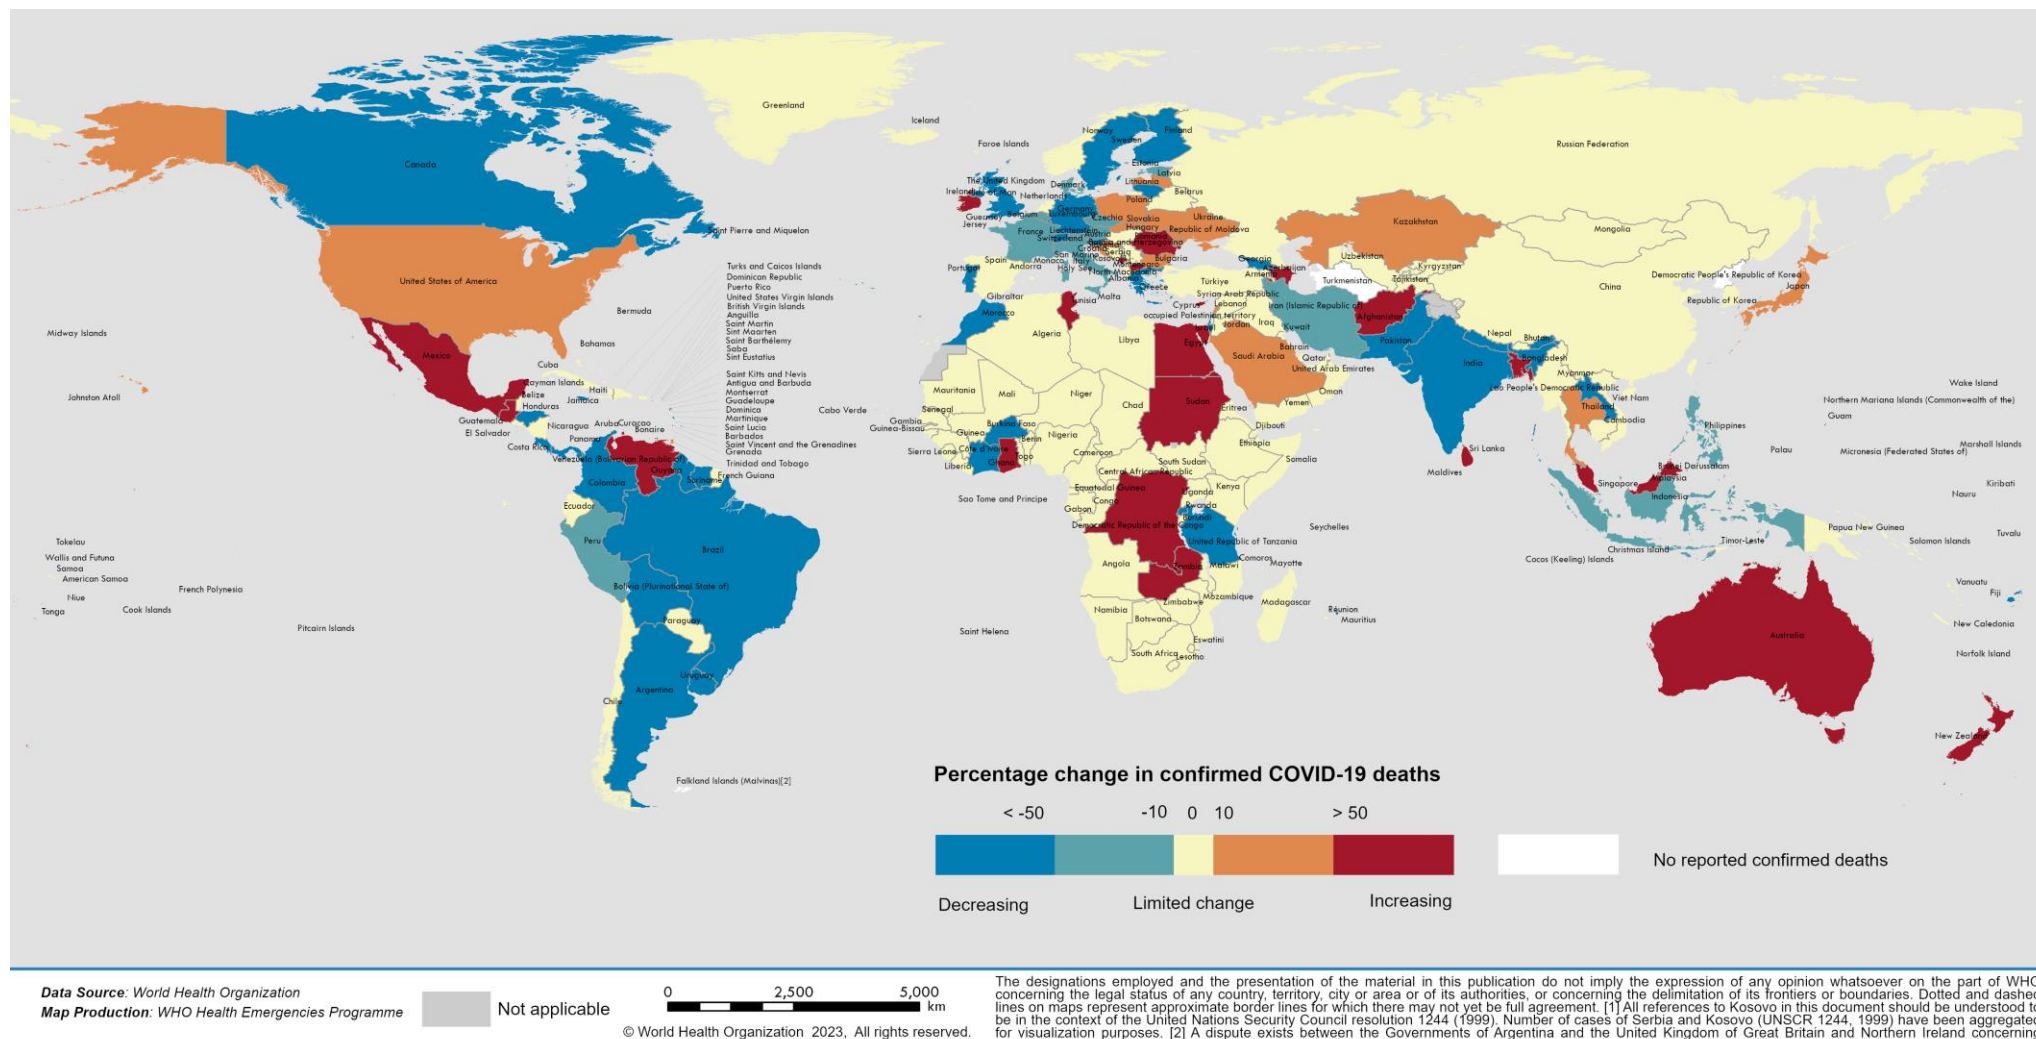 Greenland
Iceland
Faroe Islands
Norway
Sweden
Finland
Russian Federation
Canada
Estonia
Latvia
Lithuania
Belarus
The United Kingdom
Denmark
Ireland
Netherlands
Poland
Germany
Guernsey
Jersey
Belgium
Luxembourg
Czechia
Slovakia
Ukraine
Kazakhstan
Mongolia
Saint Pierre and Miquelon
France
Liechtenstein
Austria
Hungary
Republic of Moldova
Switzerland
Croatia
San Marino
Serbia
Spain
Andorra
Monaco
Italy
Kosovo
Montenegro
Bulgaria
Georgia
Azerbaijan
Uzbekistan
Kyrgyzstan
Portugal
Holy See
North Macedonia
Albania
Armenia
Tajikistan
Democratic People's Republic of Korea
Greece
Türkiye
Turkmenistan
China
Japan
United States of America
Turks and Caicos Islands
Dominican Republic
Puerto Rico
United States Virgin Islands
British Virgin Islands
Anguilla
Saint Martin
Sint Maarten
Saint Barthélemy
Saba
Sint Eustatius
Gibraltar
Malta
Tunisia
Cyprus
Syrian Arab Republic
Lebanon
Iran (Islamic Republic of)
Republic of Korea
Bermuda
Morocco
occupied Palestinian territory
Israel
Jordan
Iraq
Kuwait
Afghanistan
Midway Islands
Algeria
Libya
Egypt
Bahrain
Pakistan
Nepal
Bhutan
Bahamas
Mexico
Saudi Arabia
Qatar
United Arab Emirates
India
Bangladesh
Cuba
Saint Kitts and Nevis
Antigua and Barbuda
Montserrat
Guadeloupe
Dominica
Martinique
Saint Lucia
Barbados
Saint Vincent and the Grenadines
Grenada
Trinidad and Tobago
Cayman Islands
Haiti
Jamaica
Belize
Honduras
Johnston Atoll
Mauritania
Mali
Niger
Chad
Sudan
Eritrea
Oman
Yemen
Myanmar
Lao People's Democratic Republic
Viet Nam
Thailand
Cambodia
Wake Island
Northern Mariana Islands (Commonwealth of the)
Guam
Cabo Verde
Senegal
Gambia
Guinea-Bissau
Guinea
Burkina Faso
Benin
Nigeria
Djibouti
Ethiopia
Somalia
Philippines
Guatemala
El Salvador
Nicaragua
Aruba
Curacao
Bonaire
Costa Rica
Panama
Venezuela (Bolivarian Republic of)
Guyana
Suriname
French Guiana
Colombia
Sierra Leone
Liberia
Côte d'Ivoire
Ghana
Togo
Cameroon
Central African Republic
South Sudan
Sri Lanka
Maldives
Brunei Darussalam
Malaysia
Singapore
Indonesia
Palau
Marshall Islands
Micronesia (Federated States of)
Kiribati
Nauru
Ecuador
Sao Tome and Principe
Equatorial Guinea
Gabon
Congo
Uganda
Kenya
Rwanda
Burundi
Democratic Republic of the Congo
Seychelles
Papua New Guinea
Solomon Islands
Tuvalu
Peru
Brazil
United Republic of Tanzania
Christmas Island
Timor-Leste
Cocos (Keeling) Islands
Tokelau
Wallis and Futuna
Samoa
American Samoa
Niue
Tonga
Cook Islands
French Polynesia
Pitcairn Islands
Bolivia (Plurinational State of)
Angola
Zambia
Malawi
Comoros
Mayotte
Vanuatu
Fiji
Paraguay
Namibia
Zimbabwe
Mozambique
Madagascar
Réunion
Mauritius
Botswana
New Caledonia
Saint Helena
Eswatini
South Africa
Lesotho
Australia
Norfolk Island
Uruguay
Argentina
Chile
New Zealand
Falkland Islands (Malvinas)[2]
Percentage change in confirmed COVID-19 deaths
< -50 -10 0 10 > 50
No reported confirmed deaths
Decreasing Limited change Increasing
Data Source: World Health Organization
Map Production: WHO Health Emergencies Programme
Not applicable
0 2,500 5,000
km
© World Health Organization 2023, All rights reserved.
The designations employed and the presentation of the material in this publication do not imply the expression of any opinion whatsoever on the part of WHO
concerning the legal status of any country, territory, city or area or of its authorities, or concerning the delimitation of its frontiers or boundaries. Dotted and dashed
lines on maps represent approximate border lines for which there may not yet be full agreement. [1] All references to Kosovo in this document should be understood to
be in the context of the United Nations Security Council resolution 1244 (1999). Number of cases of Serbia and Kosovo (UNSCR 1244, 1999) have been aggregated
for visualization purposes. [2] A dispute exists between the Governments of Argentina and the United Kingdom of Great Britain and Northern Ireland concerning